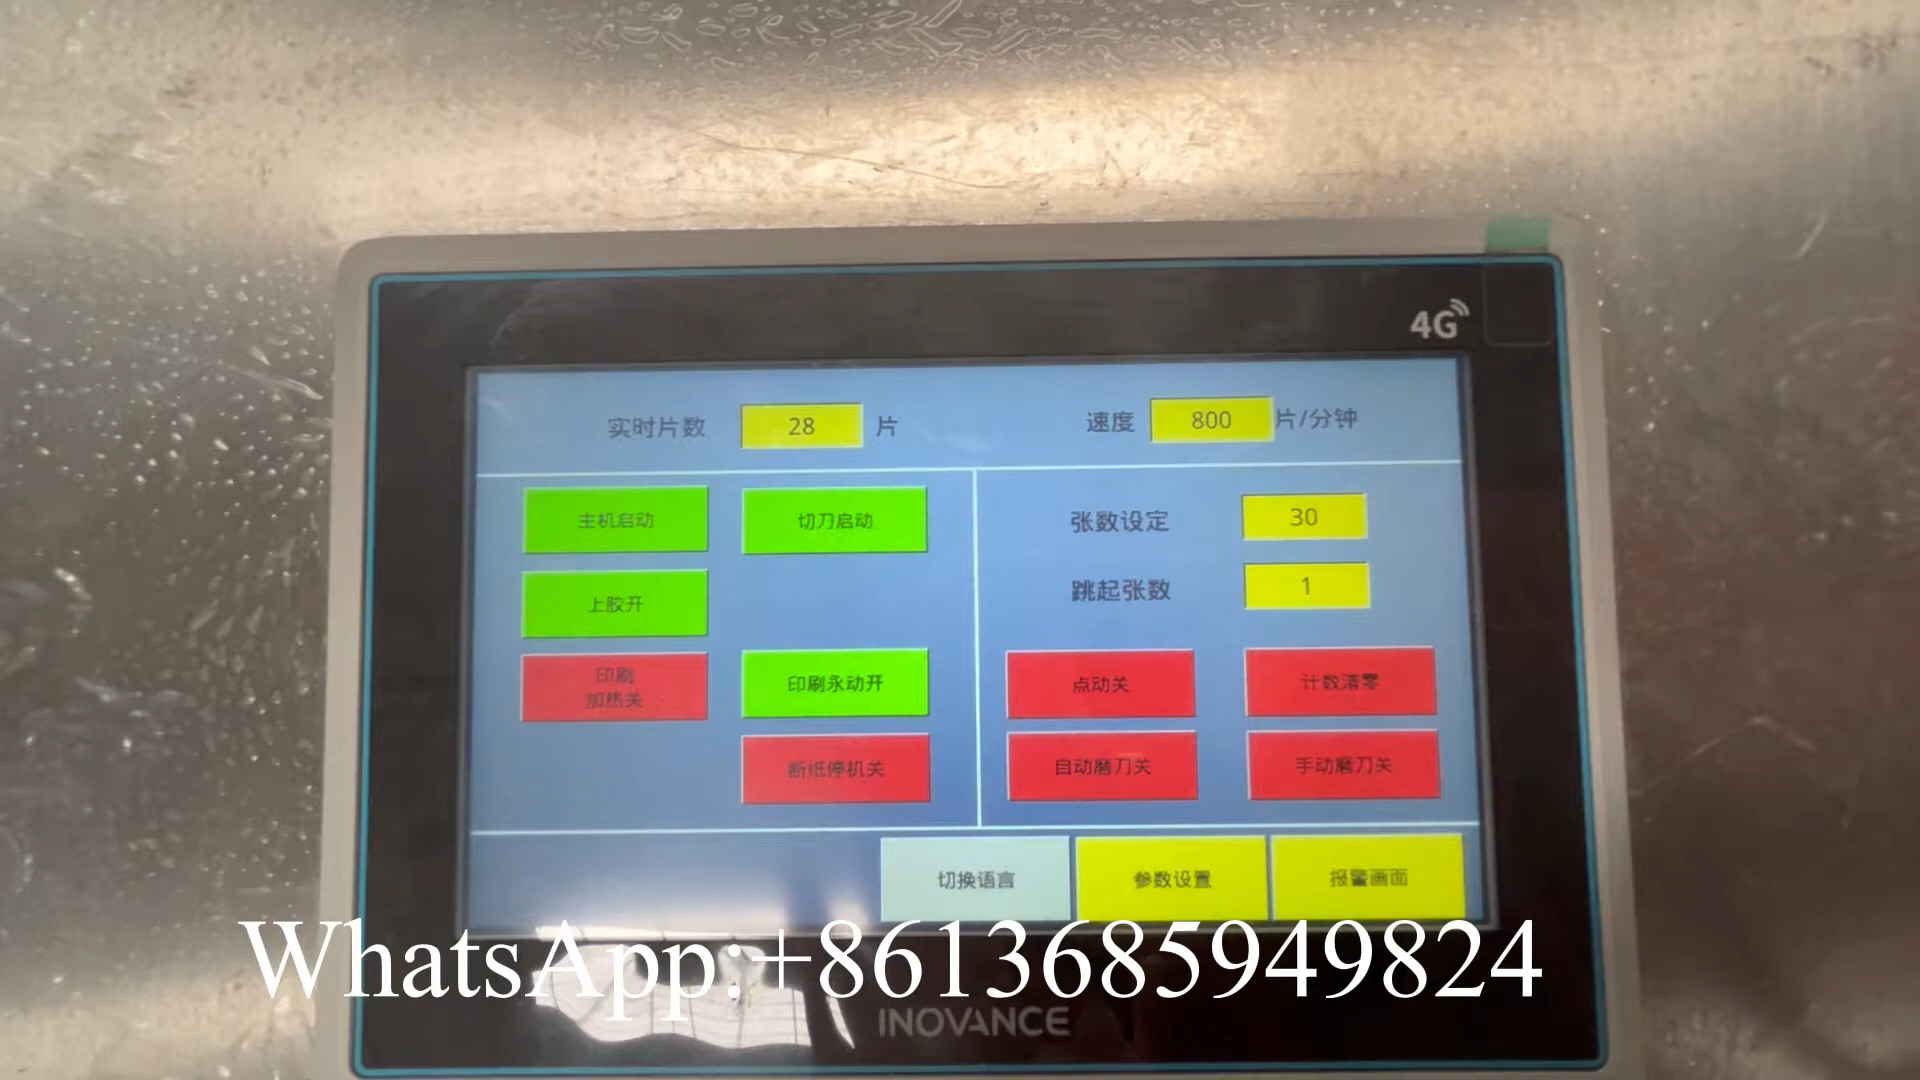 4G
实时片数 28 片 速度 800 片/分钟
主机启动 切刀启动 张数设定 30
上胶开 跳起张数 1
印刷
加热关
印刷永动开 点动关 计数清零
断纸停机关 自动磨刀关 手动磨刀关
切换语言 参数设置 报警画面
WhatsApp:+8613685949824
INOVANCE